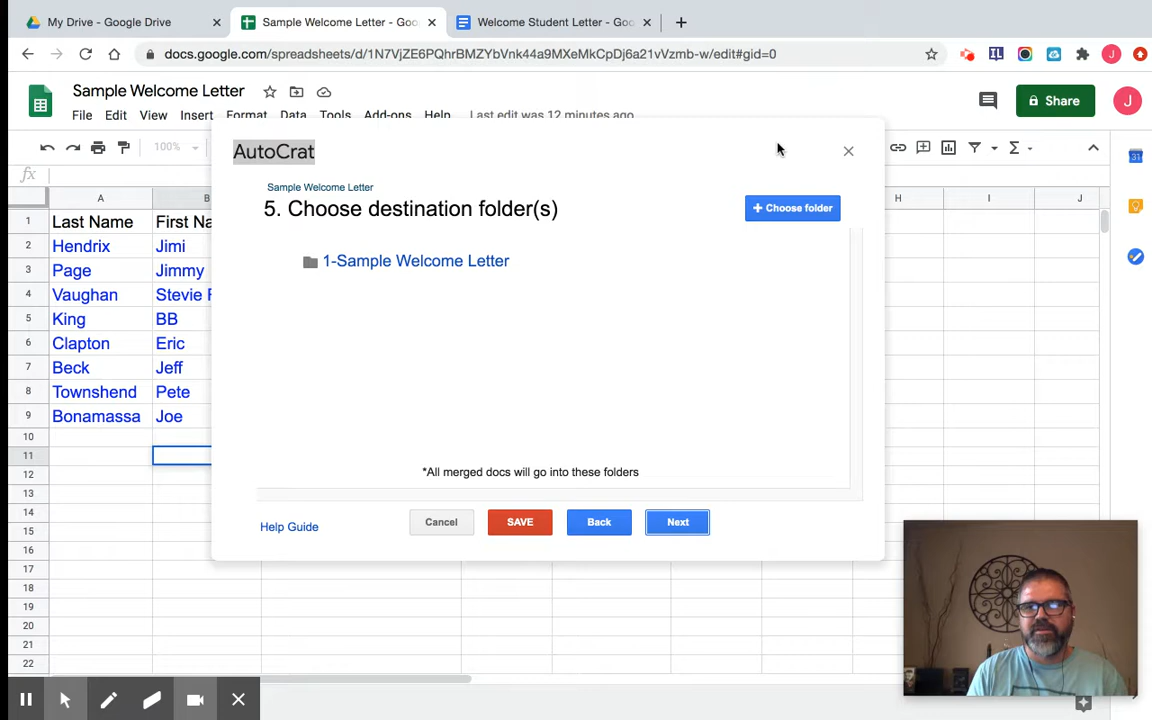 My Drive - Google Drive
Sample Welcome Letter - Goo
Welcome Student Letter - Goo
docs.google.com/spreadsheets/d/1N7VjZE6PQhrBMZYbVnk44a9MXeMkCpDj6a21vVzmb-w/edit#gid=0
Sample Welcome Letter
File Edit View Insert Format Data Tools Add-ons Help Last edit was 12 minutes ago
Share
J
100%
fx
A B H I J
1 Last Name First Na
2 Hendrix Jimi
3 Page Jimmy
4 Vaughan Stevie R
5 King BB
6 Clapton Eric
7 Beck Jeff
8 Townshend Pete
9 Bonamassa Joe
10
11
12
13
14
15
16
17
18
19
20
21
22
AutoCrat
Sample Welcome Letter
5. Choose destination folder(s)
+ Choose folder
1-Sample Welcome Letter
*All merged docs will go into these folders
Help Guide
Cancel
SAVE
Back
Next